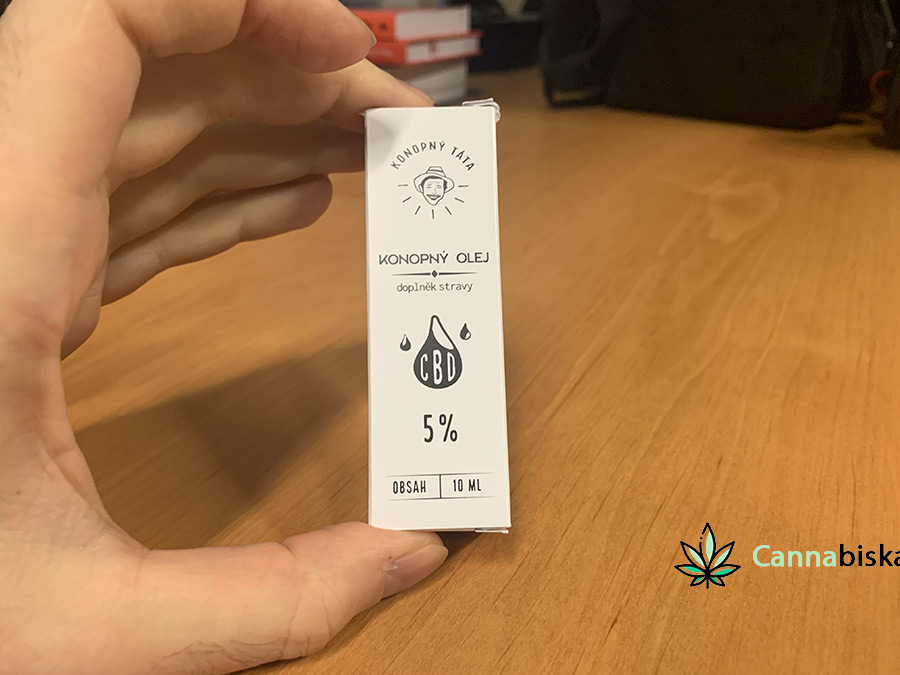 KONOPNÝ TÁTA
KONOPNÝ OLEJ
doplněk stravy
CBD
5%
OBSAH 10 ML
Cannabiska